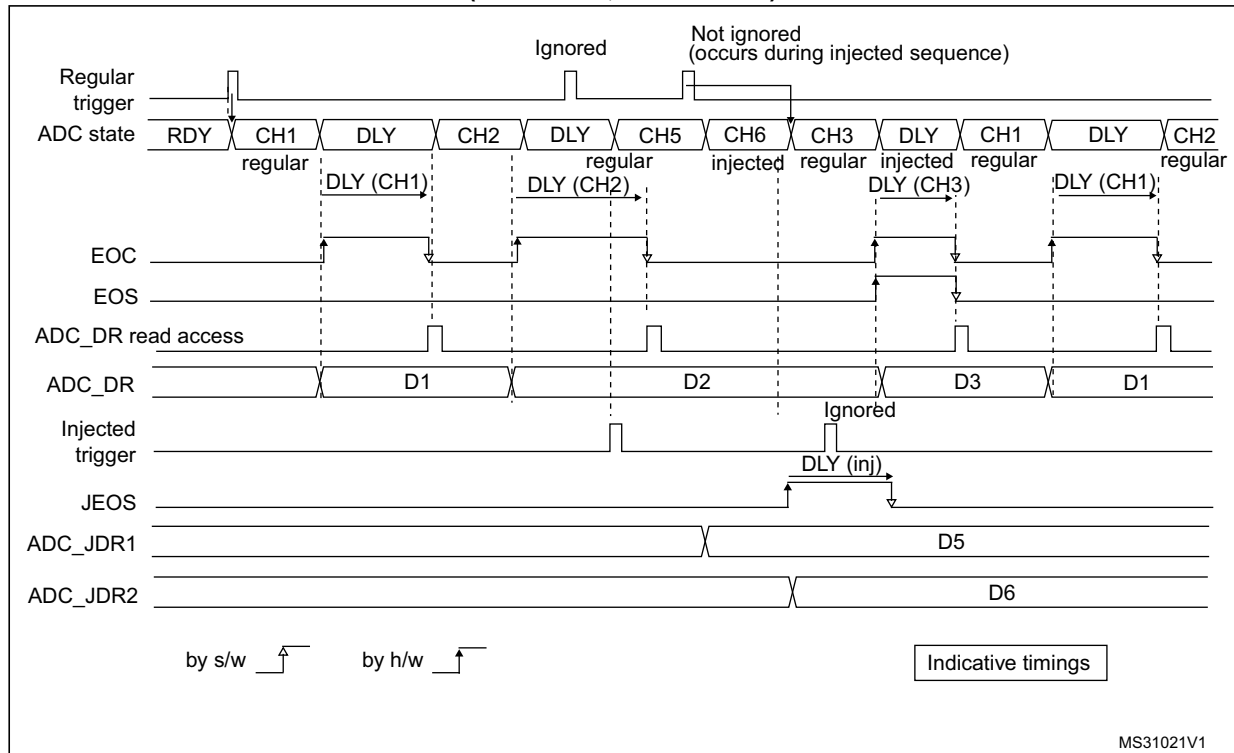 Ignored
Not ignored
(occurs during injected sequence)
Regular
trigger
ADC state RDY CH1 DLY CH2 DLY CH5 CH6 CH3 DLY CH1 DLY CH2
regular regular injected regular injected regular regular
DLY (CH1) DLY (CH2) DLY (CH3) DLY (CH1)
EOC
EOS
ADC_DR read access
ADC_DR D1 D2 D3 D1
Ignored
Injected
trigger
DLY (inj)
JEOS
ADC_JDR1 D5
ADC_JDR2 D6
by s/w by h/w Indicative timings
MS31021V1